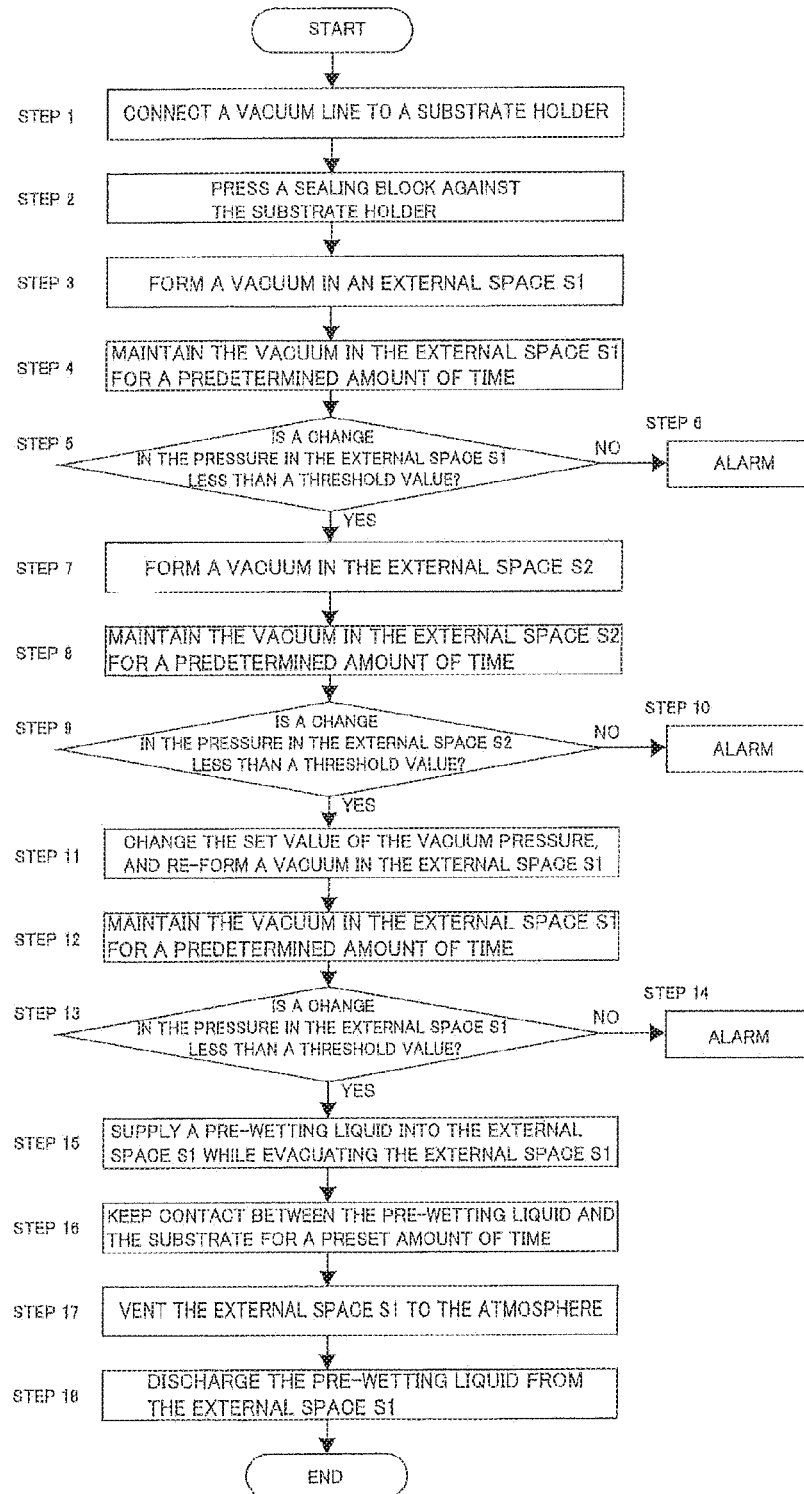 START
STEP 1
CONNECT A VACUUM LINE TO A SUBSTRATE HOLDER
STEP 2
PRESS A SEALING BLOCK AGAINST
THE SUBSTRATE HOLDER
STEP 3
FORM A VACUUM IN AN EXTERNAL SPACE S1
STEP 4
MAINTAIN THE VACUUM IN THE EXTERNAL SPACE S1
FOR A PREDETERMINED AMOUNT OF TIME
STEP 5
IS A CHANGE
IN THE PRESSURE IN THE EXTERNAL SPACE S1
LESS THAN A THRESHOLD VALUE?
NO
STEP 6
ALARM
YES
STEP 7
FORM A VACUUM IN THE EXTERNAL SPACE S2
STEP 8
MAINTAIN THE VACUUM IN THE EXTERNAL SPACE S2
FOR A PREDETERMINED AMOUNT OF TIME
STEP 9
IS A CHANGE
IN THE PRESSURE IN THE EXTERNAL SPACE S2
LESS THAN A THRESHOLD VALUE?
NO
STEP 10
ALARM
YES
STEP 11
CHANGE THE SET VALUE OF THE VACUUM PRESSURE,
AND RE-FORM A VACUUM IN THE EXTERNAL SPACE S1
STEP 12
MAINTAIN THE VACUUM IN THE EXTERNAL SPACE S1
FOR A PREDETERMINED AMOUNT OF TIME
STEP 13
IS A CHANGE
IN THE PRESSURE IN THE EXTERNAL SPACE S1
LESS THAN A THRESHOLD VALUE?
NO
STEP 14
ALARM
YES
STEP 15
SUPPLY A PRE-WETTING LIQUID INTO THE EXTERNAL
SPACE S1 WHILE EVACUATING THE EXTERNAL SPACE S1
STEP 16
KEEP CONTACT BETWEEN THE PRE-WETTING LIQUID AND
THE SUBSTRATE FOR A PRESET AMOUNT OF TIME
STEP 17
VENT THE EXTERNAL SPACE S1 TO THE ATMOSPHERE
STEP 18
DISCHARGE THE PRE-WETTING LIQUID FROM
THE EXTERNAL SPACE S1
END